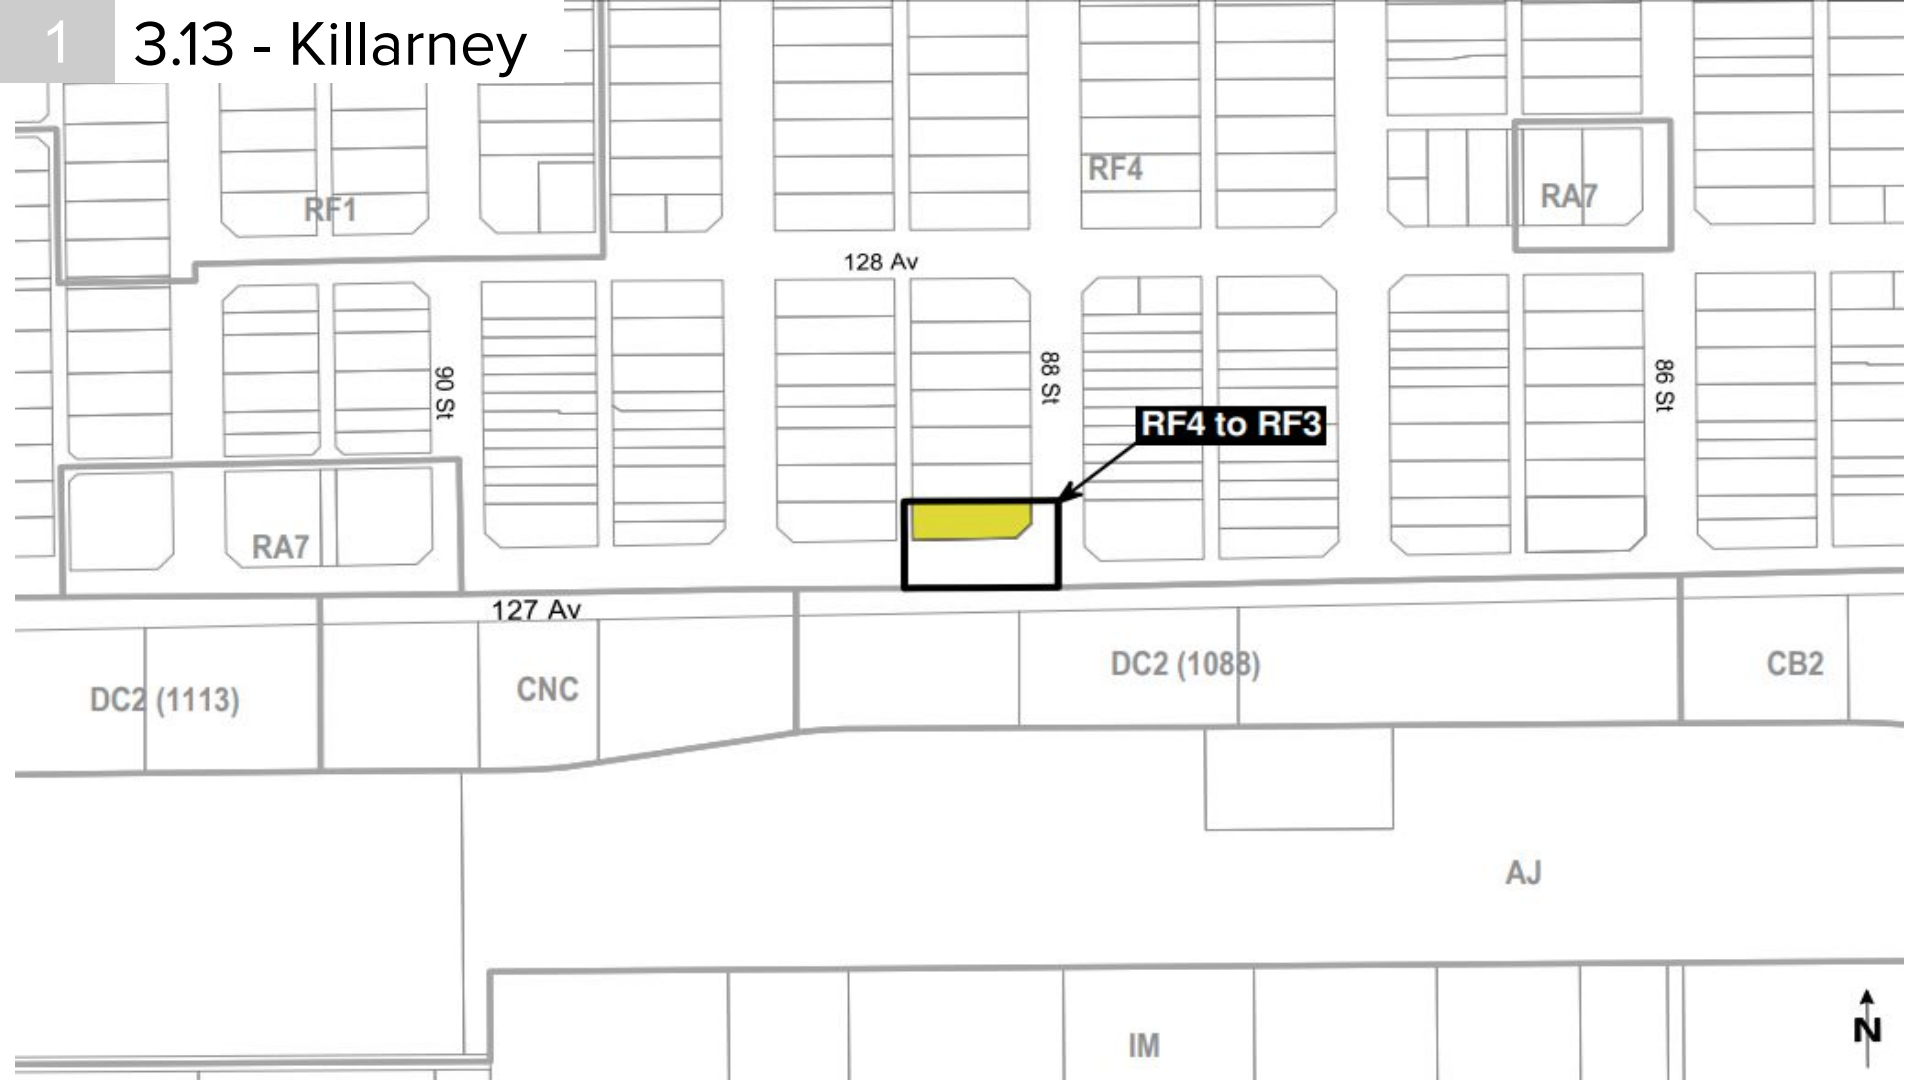 1
3.13 - Killarney
RF4
RA7
RF1
128 Av
88 St
86 St
90 St
RF4 to RF3
RA7
127 Av
DC2 (1088)
CB2
CNC
DC2 (1113)
AJ
N
IM